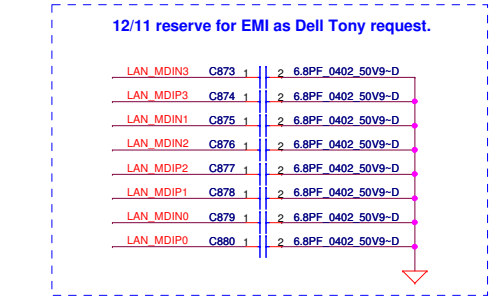 12/11 reserve for EMI as Dell Tony request.
LAN_MDIN3 C873 1 2 6.8PF_0402_50V9~D
LAN_MDIP3 C874 1 2 6.8PF_0402_50V9~D
LAN_MDIN1 C875 1 2 6.8PF_0402_50V9~D
LAN_MDIN2 C876 1 2 6.8PF_0402_50V9~D
LAN_MDIP2 C877 1 2 6.8PF_0402_50V9~D
LAN_MDIP1 C878 1 2 6.8PF_0402_50V9~D
LAN_MDIN0 C879 1 2 6.8PF_0402_50V9~D
LAN_MDIP0 C880 1 2 6.8PF_0402_50V9~D